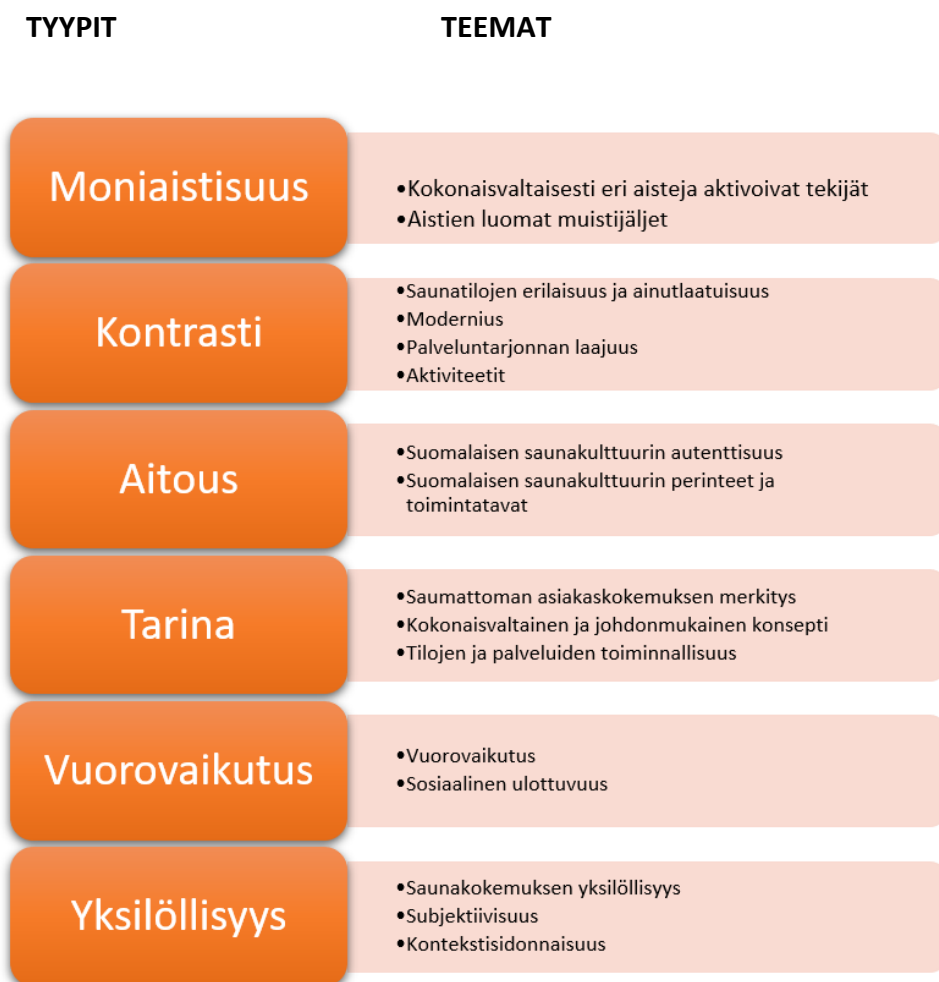 TYYPIT TEEMAT
Moniaistisuus
•Kokonaisvaltaisesti eri aisteja aktivoivat tekijät
•Aistien luomat muistijäljet
Kontrasti
•Saunatilojen erilaisuus ja ainutlaatuisuus
•Modernius
•Palveluntarjonnan laajuus
•Aktiviteetit
Aitous
•Suomalaisen saunakulttuurin autenttisuus
•Suomalaisen saunakulttuurin perinteet ja
toimintatavat
Tarina
•Saumattoman asiakaskokemuksen merkitys
•Kokonaisvaltainen ja johdonmukainen konsepti
•Tilojen ja palveluiden toiminnallisuus
Vuorovaikutus
•Vuorovaikutus
•Sosiaalinen ulottuvuus
Yksilöllisyys
•Saunakokemuksen yksilöllisyys
•Subjektiivisuus
•Kontekstisidonnaisuus